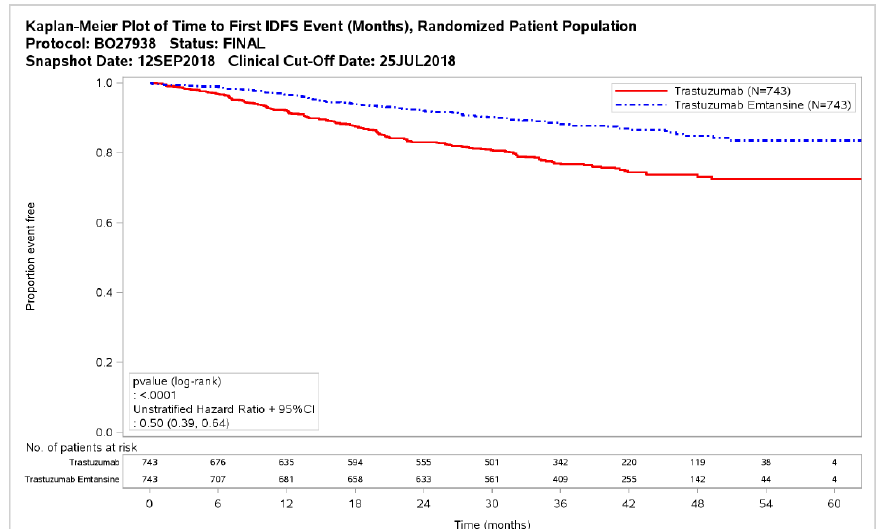 Kaplan-Meier Plot of Time to First IDFS Event (Months), Randomized Patient Population
Protocol: BO27938 Status: FINAL
Snapshot Date: 12SEP2018 Clinical Cut-Off Date: 25JUL2018
Trastuzumab (N=743)
Trastuzumab Emtansine (N=743)
Proportion event free
1.0
0.8
0.6
0.4
0.2
0.0
pvalue (log-rank)
: <.0001
Unstratified Hazard Ratio + 95%CI
: 0.50 (0.39, 0.64)
No. of patients at risk
Trastuzumab 743 676 635 594 555 501 342 220 119 38 4
Trastuzumab Emtansine 743 707 681 658 633 561 409 255 142 44 4
0 6 12 18 24 30 36 42 48 54 60
Time (months)